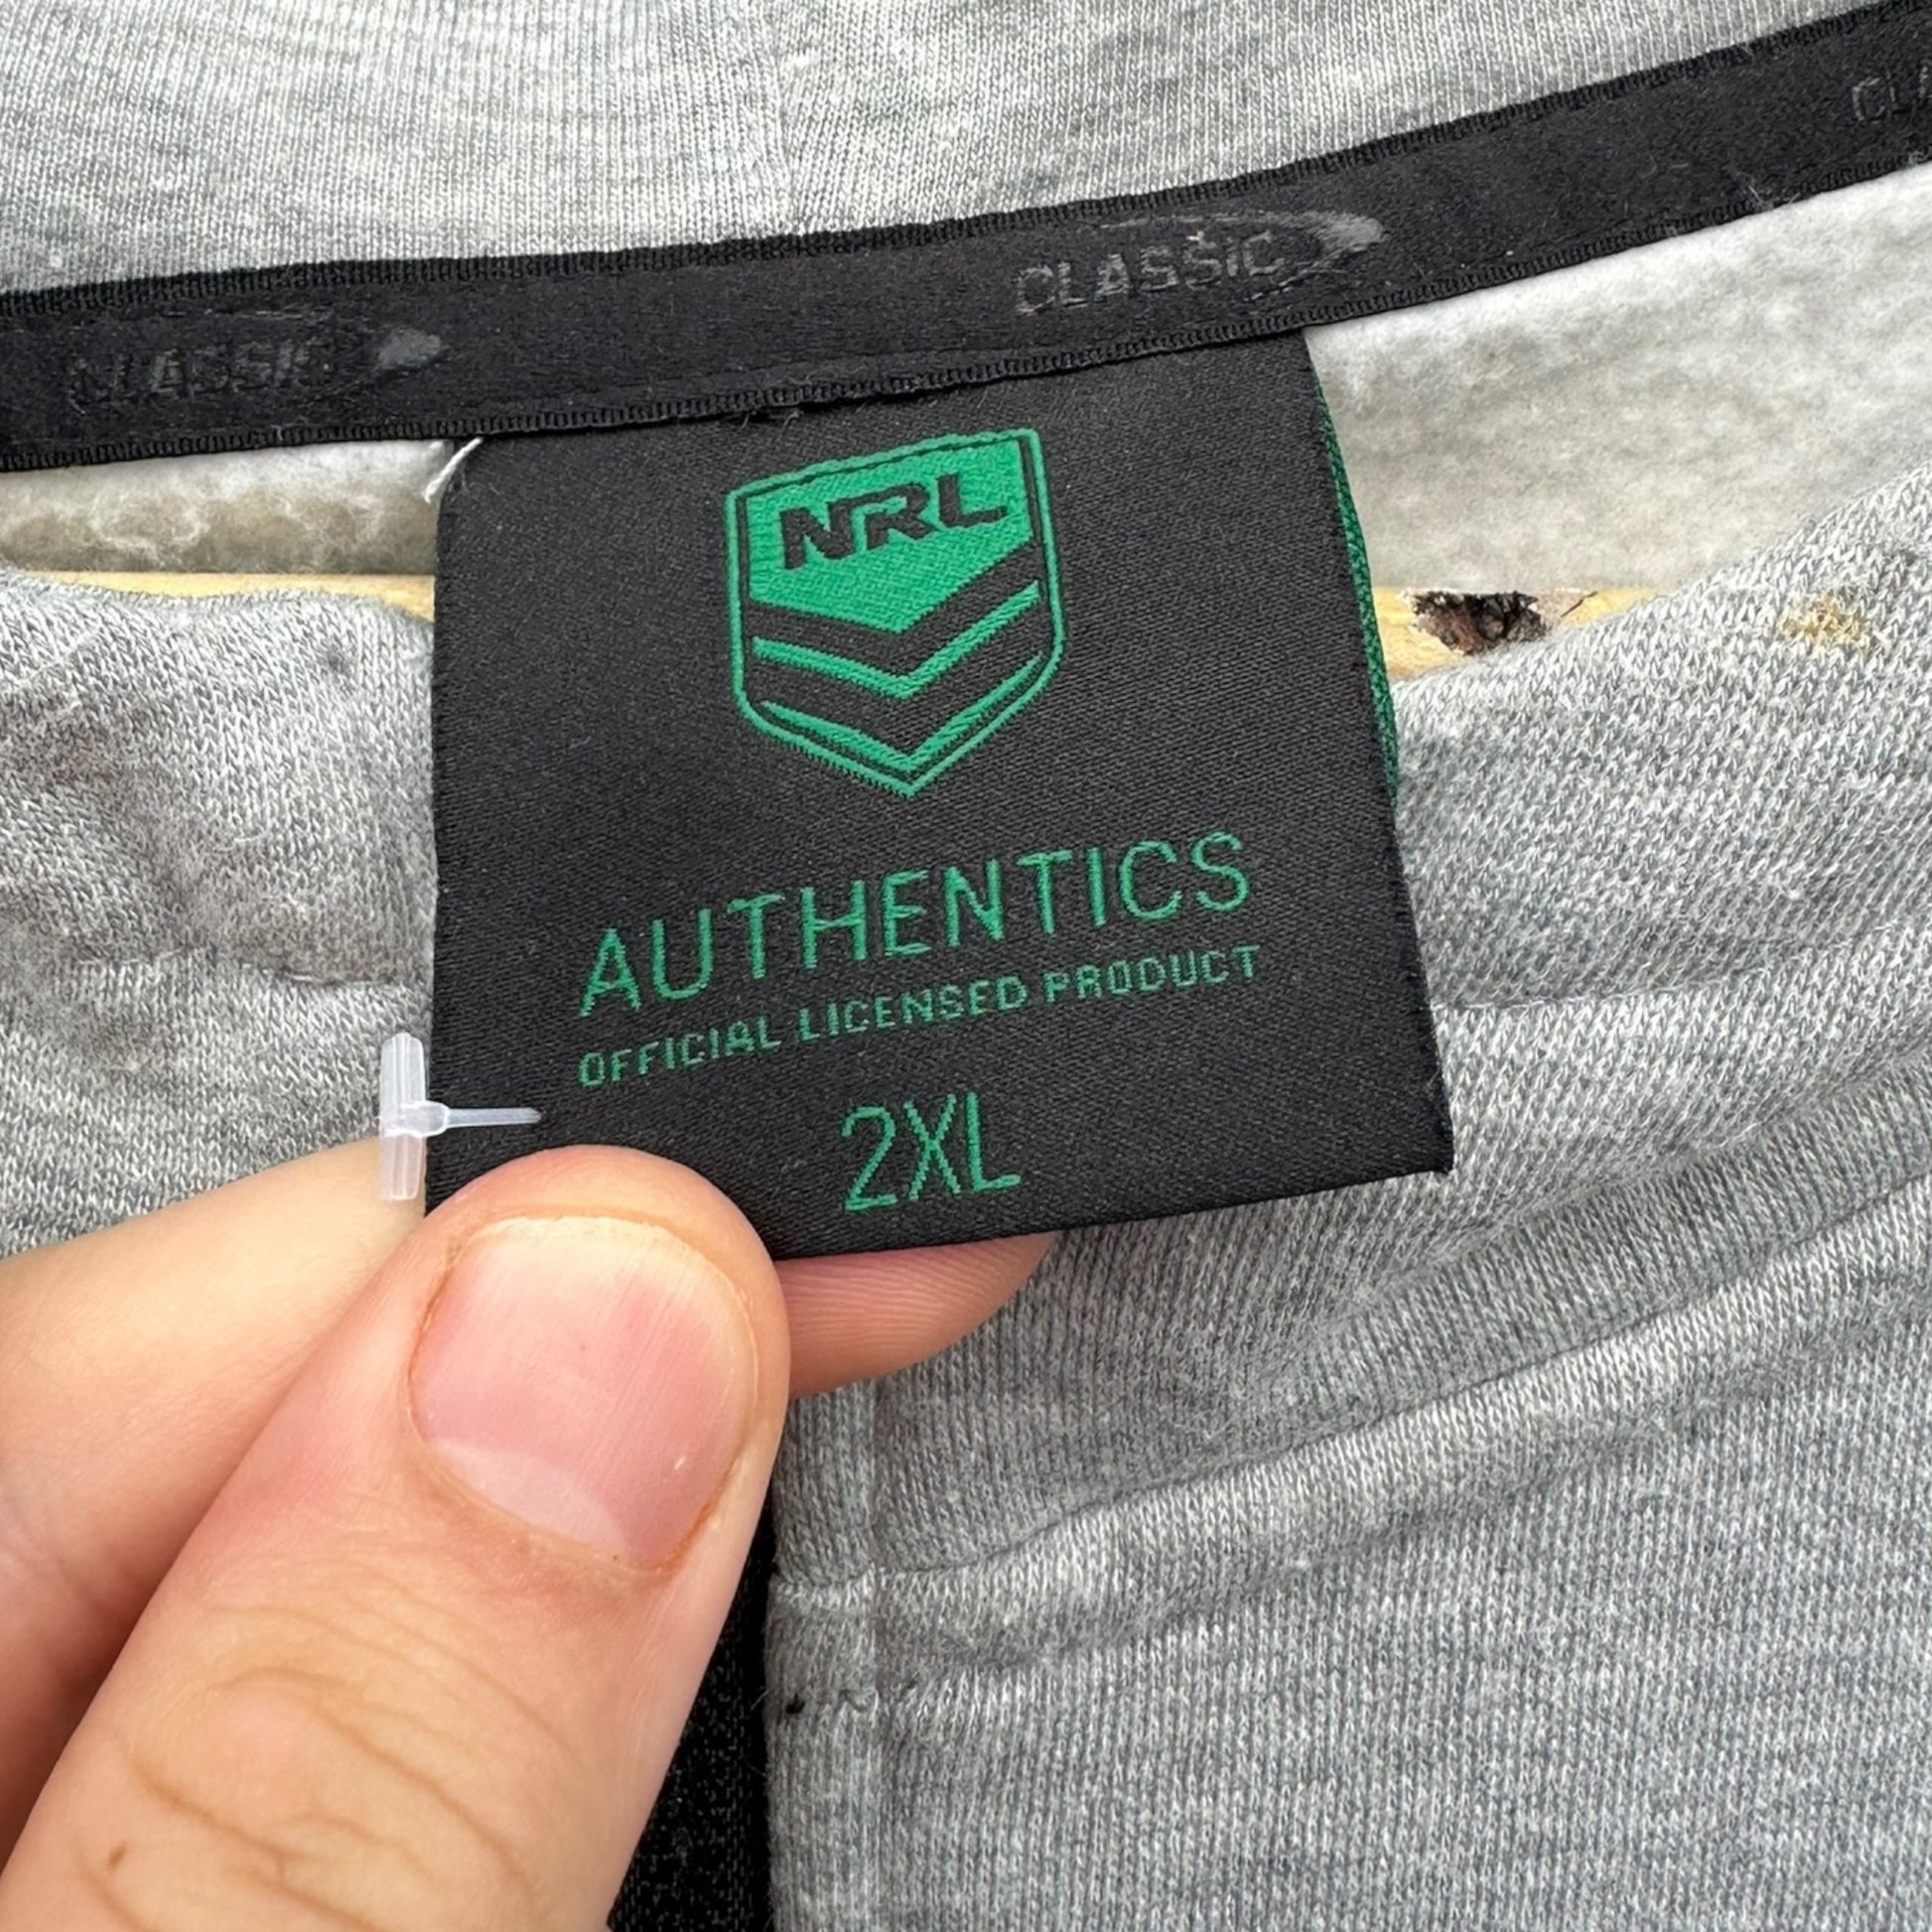 CLASSIC
CLASSIC
NRL
AUTHENTICS
OFFICIAL LICENSED PRODUCT
2XL